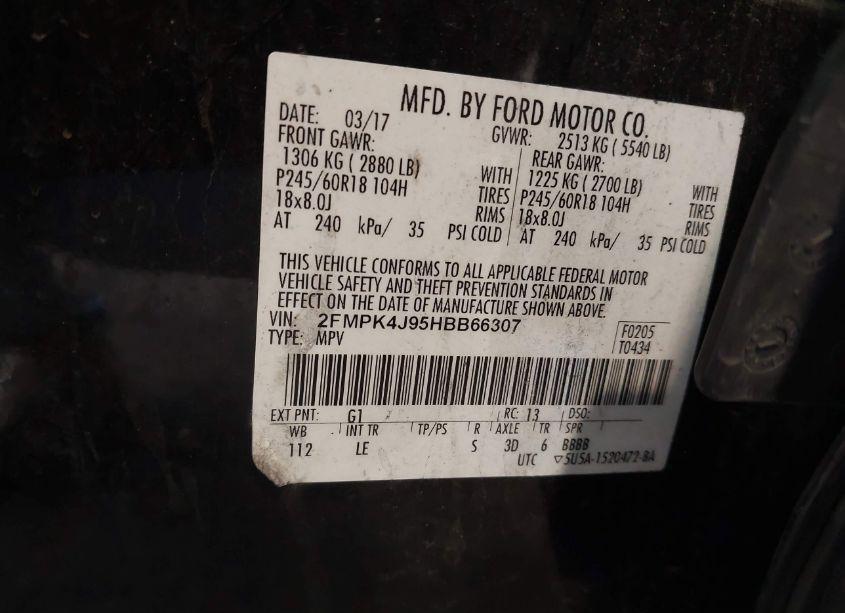 MFD. BY FORD MOTOR CO.
DATE: 03/17 GVWR: 2513 KG ( 5540 LB)
FRONT GAWR: REAR GAWR:
1306 KG ( 2880 LB) WITH 1225 KG ( 2700 LB) WITH
P245/60R18 104H TIRES P245/60R18 104H TIRES
18x8.0J RIMS 18x8.0J RIMS
AT 240 kPa/ 35 PSI COLD AT 240 kPa/ 35 PSI COLD
THIS VEHICLE CONFORMS TO ALL APPLICABLE FEDERAL MOTOR
VEHICLE SAFETY AND THEFT PREVENTION STANDARDS IN
EFFECT ON THE DATE OF MANUFACTURE SHOWN ABOVE.
VIN: 2FMPK4J95HBB66307 F0205
TYPE: MPV T0434
EXT PNT: G1 RC: 13 DSO:
WB INT TR TP/PS R AXLE TR SPR
112 LE S 3D 6 BBBB
UTC ▽5U5A-1520472-BA